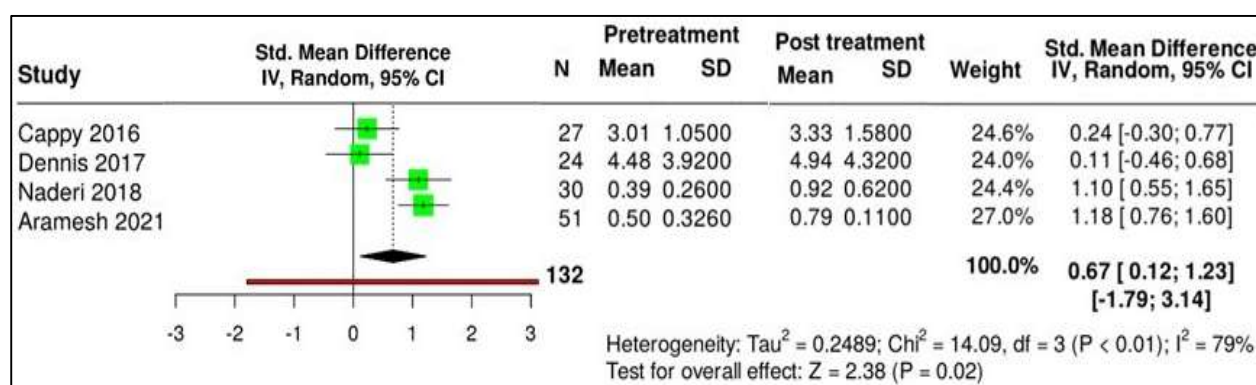 Study Std. Mean Difference IV, Random, 95% CI N Pretreatment Mean SD Post treatment Mean SD Weight Std. Mean Difference IV, Random, 95% CI
Cappy 2016 27 3.01 1.0500 3.33 1.5800 24.6% 0.24 [-0.30; 0.77]
Dennis 2017 24 4.48 3.9200 4.94 4.3200 24.0% 0.11 [-0.46; 0.68]
Naderi 2018 30 0.39 0.2600 0.92 0.6200 24.4% 1.10 [0.55; 1.65]
Aramesh 2021 51 0.50 0.3260 0.79 0.1100 27.0% 1.18 [ 0.76; 1.60]
132 100.0% 0.67 [ 0.12; 1.23]
[-1.79; 3.14]
-3 -2 -1 0 1 2 3
Heterogeneity: Tau² = 0.2489; Chi² = 14.09, df = 3 (P < 0.01); I² = 79%
Test for overall effect: Z = 2.38 (P = 0.02)